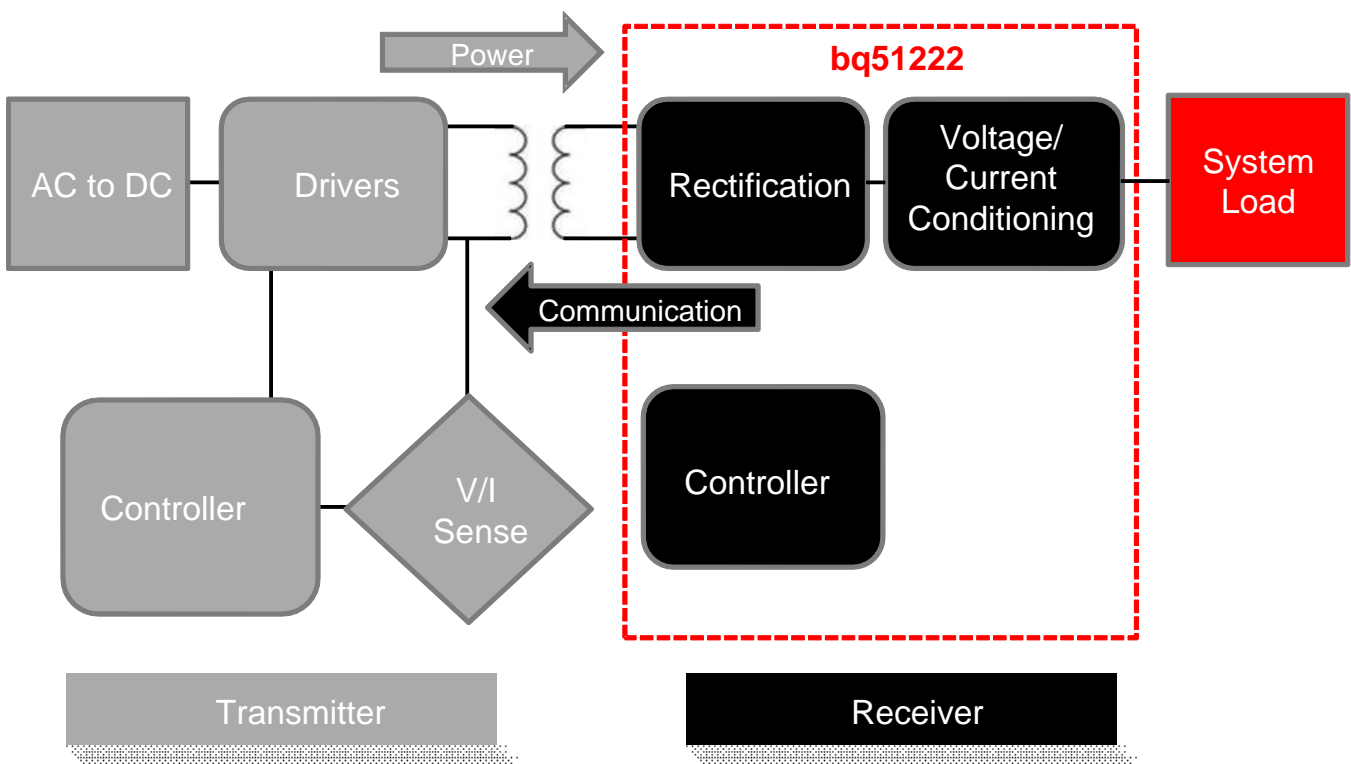 Power
bq51222
AC to DC
Drivers
Rectification
Voltage/
Current
Conditioning
System
Load
Communication
Controller
V/I
Sense
Controller
Transmitter
Receiver